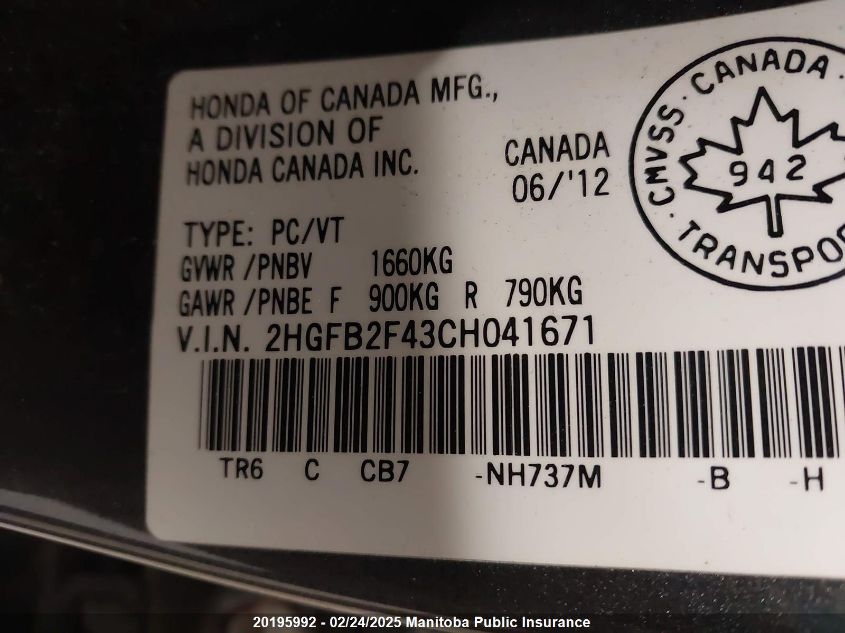 HONDA OF CANADA MFG.,
A DIVISION OF
HONDA CANADA INC.
CANADA
06/'12
TYPE: PC/VT
GVWR /PNBV 1660KG
GAWR /PNBE F 900KG R 790KG
V.I.N. 2HGFB2F43CH041671
TR6 C CB7 -NH737M -B -H
CMVSS · CANADA ·
942
TRANSPO
20195992 - 02/24/2025 Manitoba Public Insurance